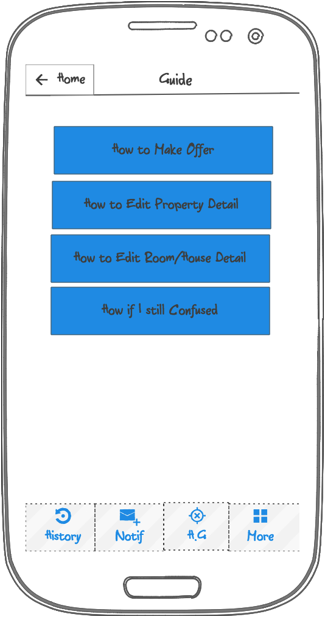 Home
Guide
How to Make Offer
How to Edit Property Detail
How to Edit Room/House Detail
How if I still Confused
History
Notif
H.G
More